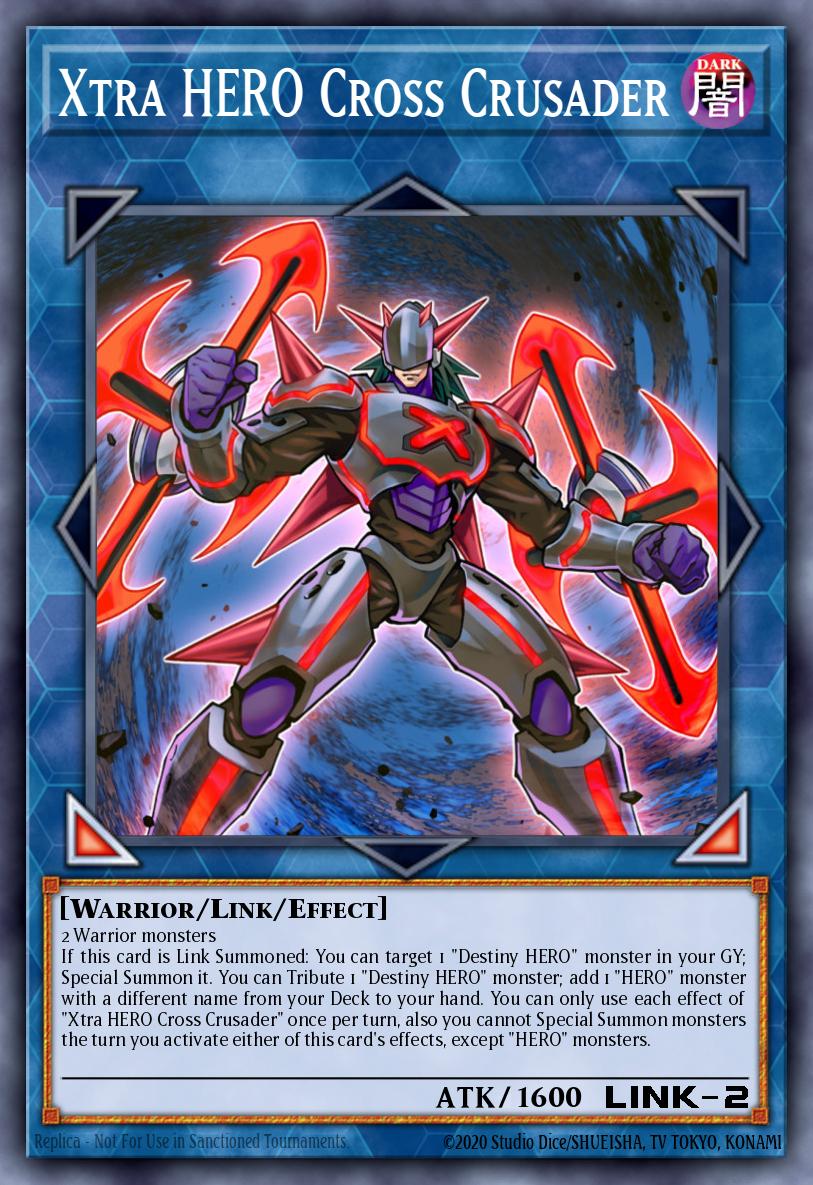 Xtra HERO Cross Crusader
DARK
闇
[Warrior/Link/Effect]
2 Warrior monsters
If this card is Link Summoned: You can target 1 "Destiny HERO" monster in your GY;
Special Summon it. You can Tribute 1 "Destiny HERO" monster; add 1 "HERO" monster
with a different name from your Deck to your hand. You can only use each effect of
"Xtra HERO Cross Crusader" once per turn, also you cannot Special Summon monsters
the turn you activate either of this card's effects, except "HERO" monsters.
ATK/1600 LINK-2
Replica - Not For Use in Sanctioned Tournaments. ©2020 Studio Dice/SHUEISHA, TV TOKYO, KONAMI